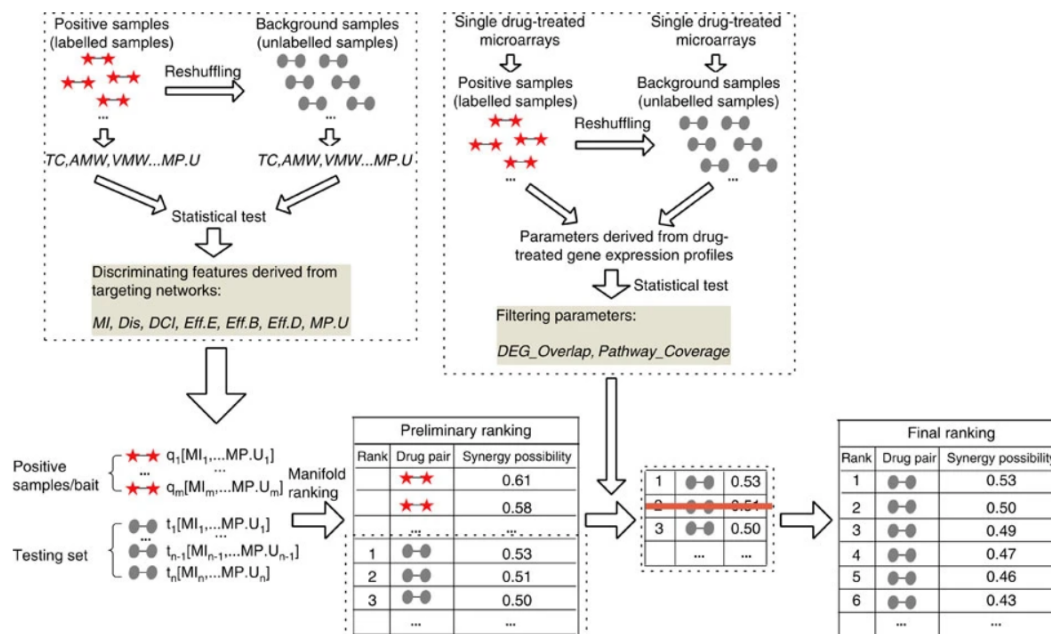 Positive samples
(labelled samples)
Background samples
(unlabelled samples)
Reshuffling
...
...
TC,AMW,VMW...MP.U
TC,AMW,VMW...MP.U
Statistical test
Discriminating features derived from
targeting networks:
MI, Dis, DCI, Eff.E, Eff.B, Eff.D, MP.U
Single drug-treated
microarrays
Single drug-treated
microarrays
Positive samples
(labelled samples)
Background samples
(unlabelled samples)
Reshuffling
...
...
Parameters derived from drug-
treated gene expression profiles
Statistical test
Filtering parameters:
DEG_Overlap, Pathway_Coverage
Positive
samples/bait
q1[MI1,...MP.U1]
... ...
qm[MIm,...MP.Um]
Testing set
t1[MI1,...MP.U1]
... ...
tn-1[MIn-1,...MP.Un-1]
tn[MIn,...MP.Un]
Manifold
ranking
Preliminary ranking
Rank Drug pair Synergy possibility
0.61
0.58
... ...
1 0.53
2 0.51
3 0.50
... ...
1 0.53
2 0.51
3 0.50
... ...
Final ranking
Rank Drug pair Synergy possibility
1 0.53
2 0.50
3 0.49
4 0.47
5 0.46
6 0.43
... ... ...